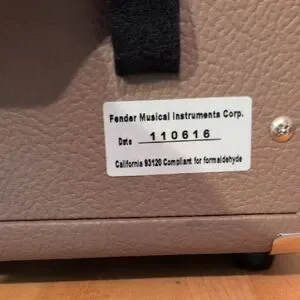 Fender Musical Instruments Corp.
Date 110616
California 93120 Compliant for formaldehyde